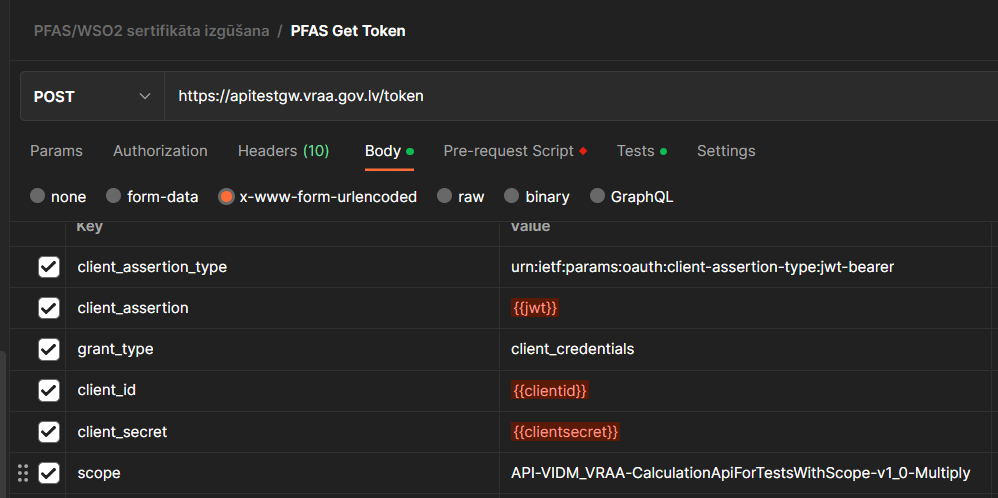 PFAS/WSO2 sertifikāta izgūšana / PFAS Get Token
POST https://apitestgw.vraa.gov.lv/token
Params Authorization Headers (10) Body Pre-request Script Tests Settings
none form-data x-www-form-urlencoded raw binary GraphQL
Key Value
client_assertion_type urn:ietf:params:oauth:client-assertion-type:jwt-bearer
client_assertion {{jwt}}
grant_type client_credentials
client_id {{clientid}}
client_secret {{clientsecret}}
scope API-VIDM_VRAA-CalculationApiForTestsWithScope-v1_0-Multiply